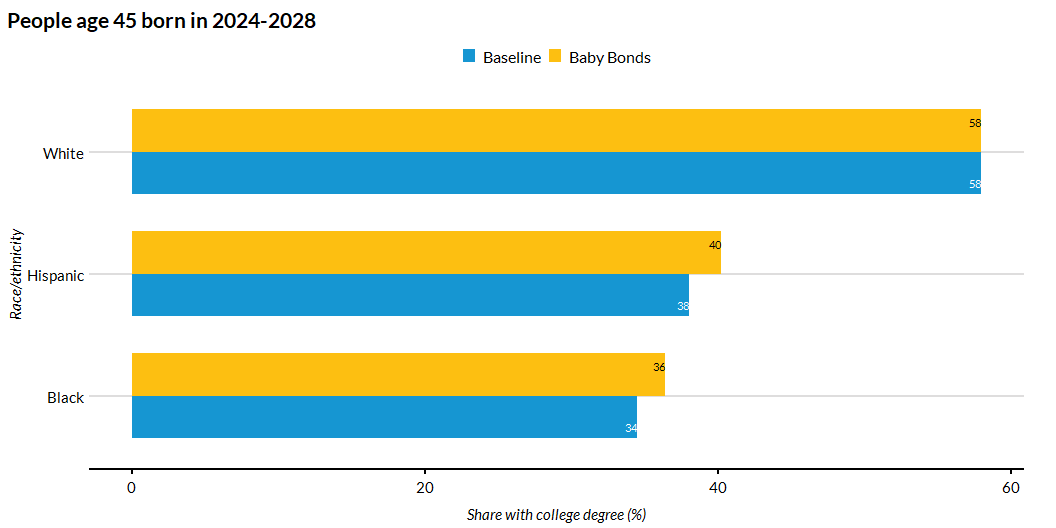 People age 45 born in 2024-2028
Baseline Baby Bonds
58
White
58
40
Hispanic
38
36
Black
34
Race/ethnicity
0 20 40 60
Share with college degree (%)